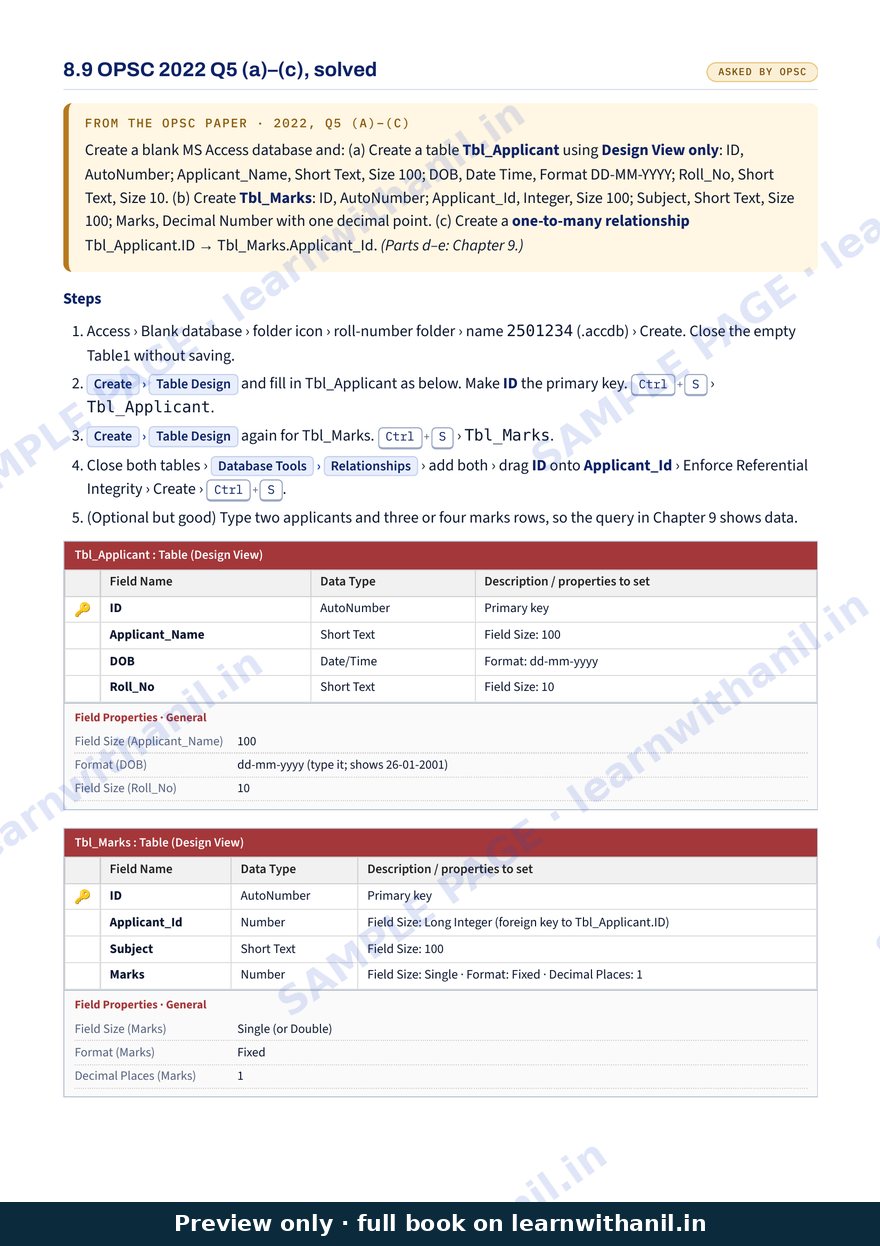 8.9 OPSC 2022 Q5 (a)–(c), solved
ASKED BY OPSC
FROM THE OPSC PAPER · 2022, Q5 (A)–(C)
Create a blank MS Access database and: (a) Create a table Tbl_Applicant using Design View only: ID,
AutoNumber; Applicant_Name, Short Text, Size 100; DOB, Date Time, Format DD-MM-YYYY; Roll_No, Short
Text, Size 10. (b) Create Tbl_Marks: ID, AutoNumber; Applicant_Id, Integer, Size 100; Subject, Short Text, Size
100; Marks, Decimal Number with one decimal point. (c) Create a one-to-many relationship
Tbl_Applicant.ID → Tbl_Marks.Applicant_Id. (Parts d–e: Chapter 9.)
Steps
1. Access › Blank database › folder icon › roll-number folder › name 2501234 (.accdb) › Create. Close the empty
Table1 without saving.
2. Create › Table Design and fill in Tbl_Applicant as below. Make ID the primary key. Ctrl + S ›
Tbl_Applicant.
3. Create › Table Design again for Tbl_Marks. Ctrl + S › Tbl_Marks.
4. Close both tables › Database Tools › Relationships › add both › drag ID onto Applicant_Id › Enforce Referential
Integrity › Create › Ctrl + S.
5. (Optional but good) Type two applicants and three or four marks rows, so the query in Chapter 9 shows data.
Tbl_Applicant : Table (Design View)
Field Name Data Type Description / properties to set
🔑 ID AutoNumber Primary key
Applicant_Name Short Text Field Size: 100
DOB Date/Time Format: dd-mm-yyyy
Roll_No Short Text Field Size: 10
Field Properties · General
Field Size (Applicant_Name) 100
Format (DOB) dd-mm-yyyy (type it; shows 26-01-2001)
Field Size (Roll_No) 10
Tbl_Marks : Table (Design View)
Field Name Data Type Description / properties to set
🔑 ID AutoNumber Primary key
Applicant_Id Number Field Size: Long Integer (foreign key to Tbl_Applicant.ID)
Subject Short Text Field Size: 100
Marks Number Field Size: Single · Format: Fixed · Decimal Places: 1
Field Properties · General
Field Size (Marks) Single (or Double)
Format (Marks) Fixed
Decimal Places (Marks) 1
SAMPLE PAGE · learnwithanil.in
Preview only · full book on learnwithanil.in